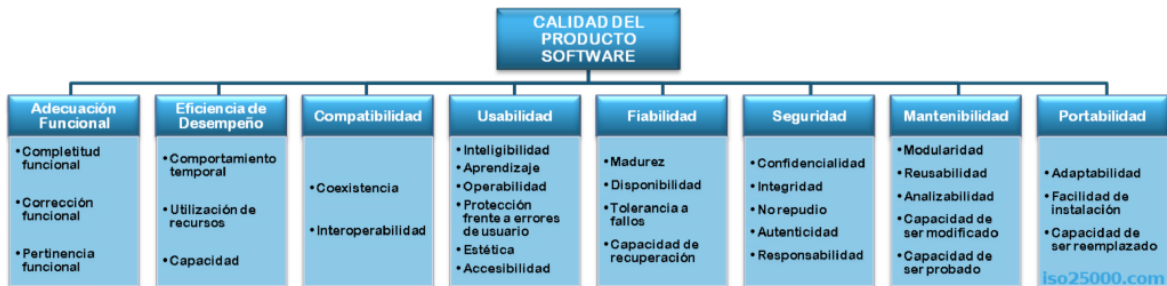 CALIDAD DEL
PRODUCTO
SOFTWARE
Adecuación
Funcional
• Completitud
funcional
• Corrección
funcional
• Pertinencia
funcional
Eficiencia de
Desempeño
• Comportamiento
temporal
• Utilización de
recursos
• Capacidad
Compatibilidad
• Coexistencia
• Interoperabilidad
Usabilidad
• Inteligibilidad
• Aprendizaje
• Operabilidad
• Protección
frente a errores
de usuario
• Estética
• Accesibilidad
Fiabilidad
• Madurez
• Disponibilidad
• Tolerancia a
fallos
• Capacidad de
recuperación
Seguridad
• Confidencialidad
• Integridad
• No repudio
• Autenticidad
• Responsabilidad
Mantenibilidad
• Modularidad
• Reusabilidad
• Analizabilidad
• Capacidad de
ser modificado
• Capacidad de
ser probado
Portabilidad
• Adaptabilidad
• Facilidad de
instalación
• Capacidad de
ser reemplazado
iso25000.com